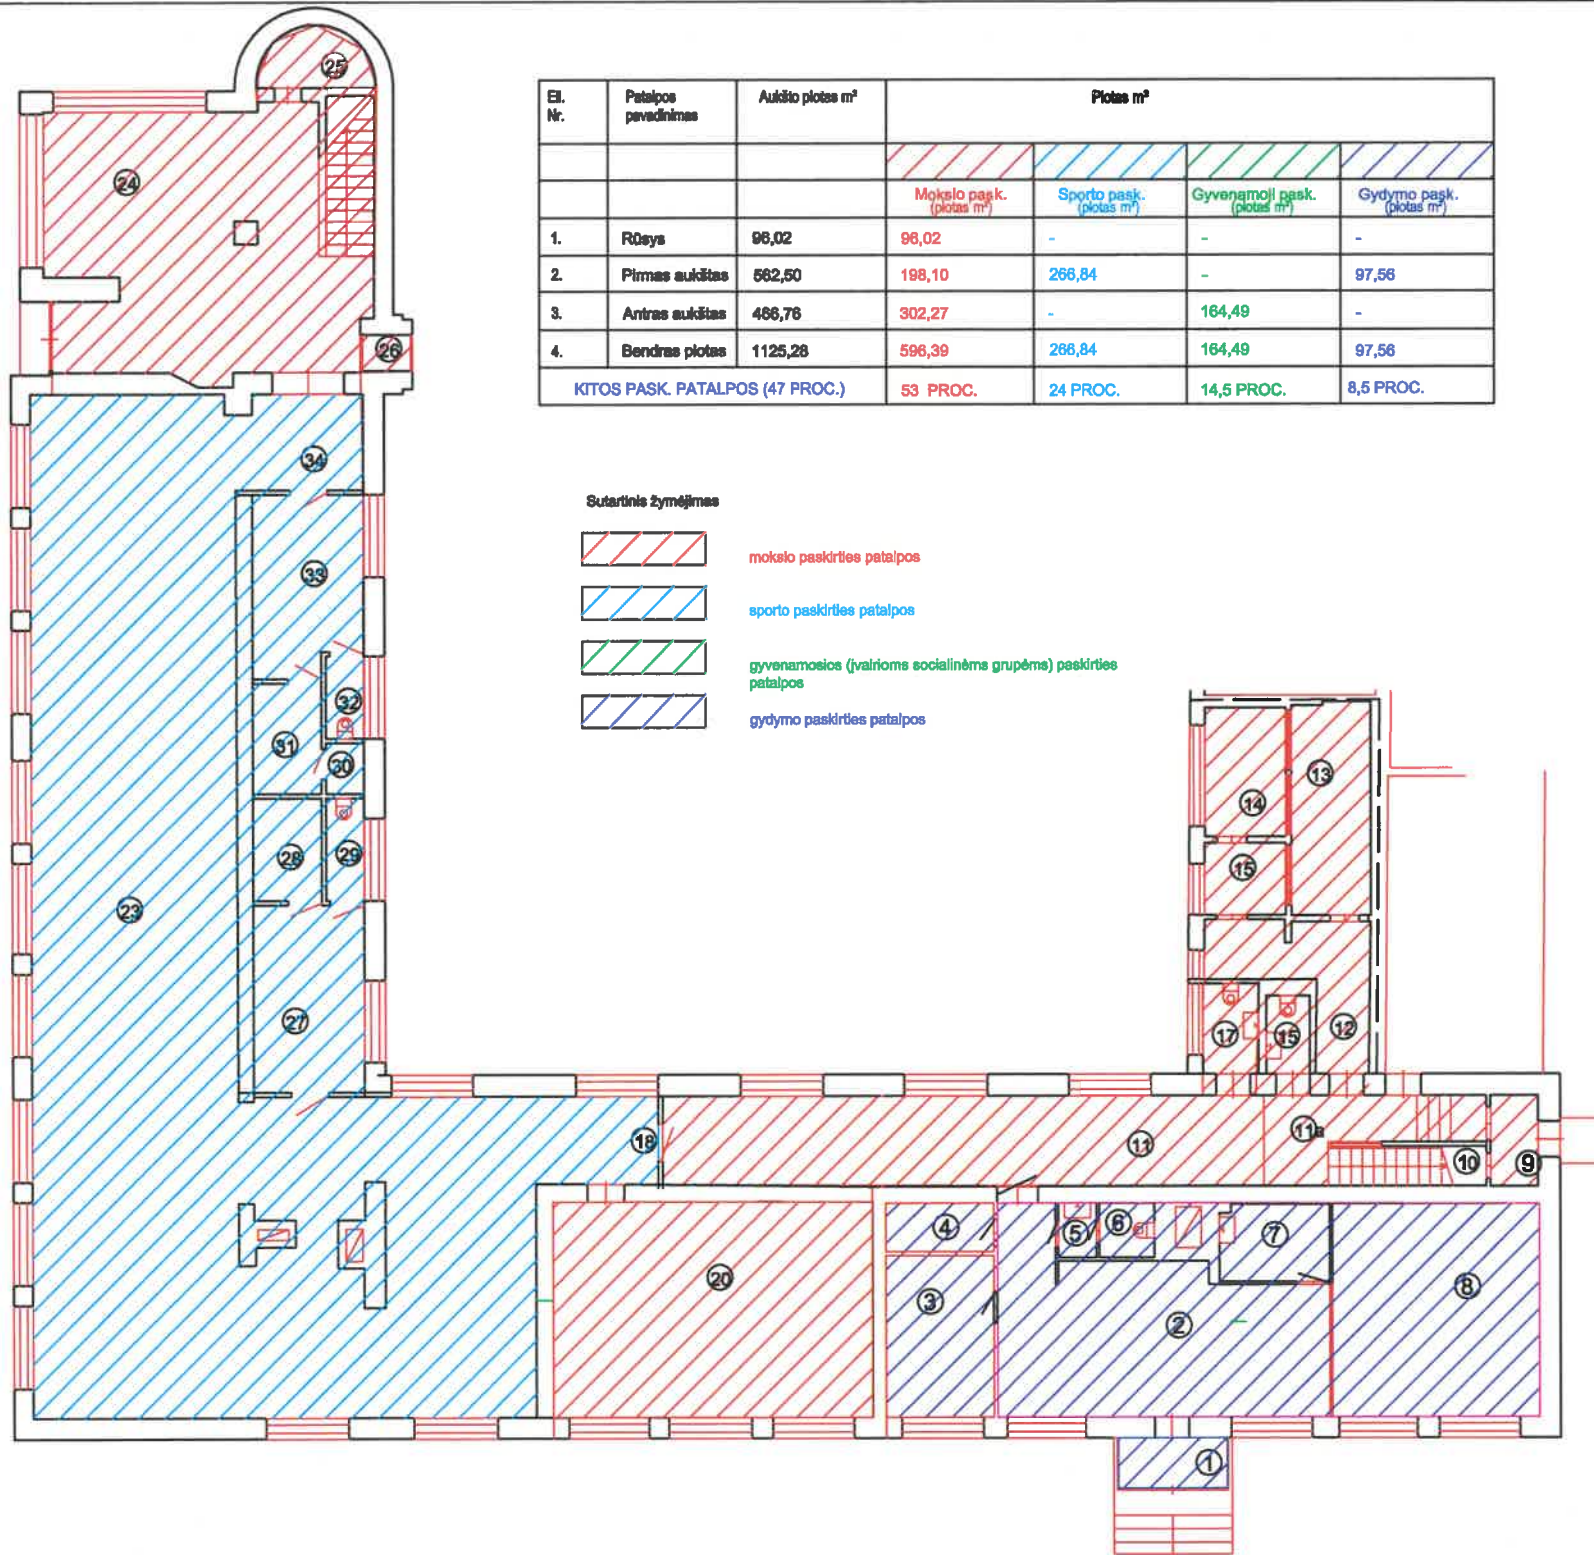 Eil. Nr. Patalpos pavadinimas Aukšto plotas m² Plotas m²
Mokslo pask. (plotas m²) Sporto pask. (plotas m²) Gyvenamoji pask. (plotas m²) Gydymo pask. (plotas m²)
1. Rūsys 96,02 96,02 - - -
2. Pirmas aukštas 562,50 198,10 266,84 - 97,56
3. Antras aukštas 466,76 302,27 - 164,49 -
4. Bendras plotas 1125,28 596,39 266,84 164,49 97,56
KITOS PASK. PATALPOS (47 PROC.) 53 PROC. 24 PROC. 14,5 PROC. 8,5 PROC.
Sutartinis žymėjimas
mokslo paskirties patalpos
sporto paskirties patalpos
gyvenamosios (įvairioms socialinėms grupėms) paskirties
patalpos
gydymo paskirties patalpos
25
24
26
34
33
32
31
30
28
29
23
27
13
14
15
17
15
12
18
11
11a
10
9
4
5
6
7
20
3
2
8
1